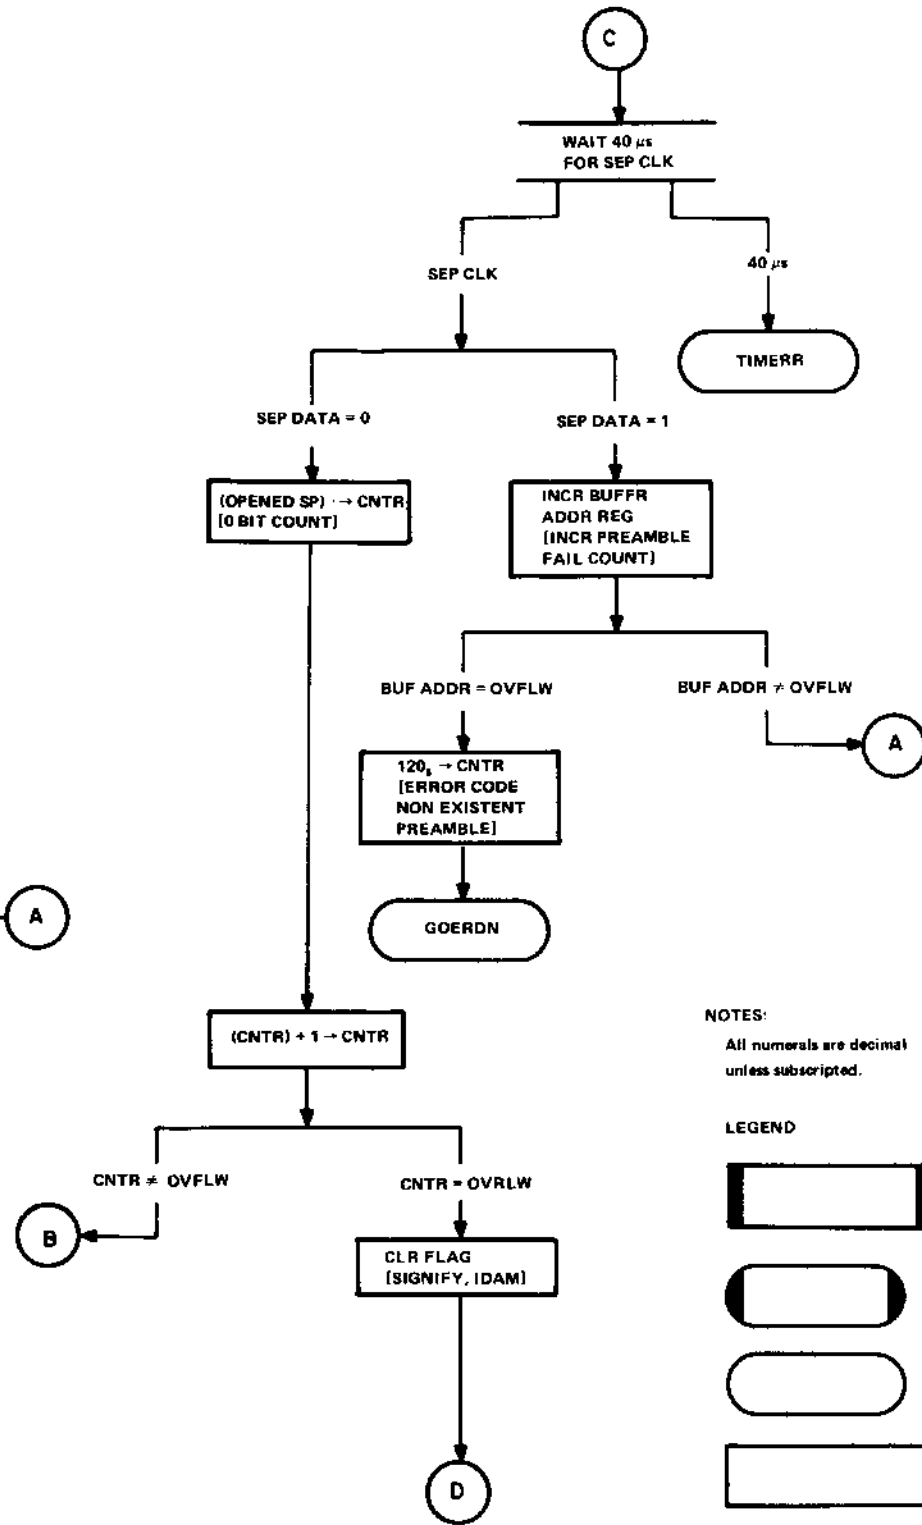 C
WAIT 40 μs
FOR SEP CLK
SEP CLK
40 μs
TIMERR
SEP DATA = 0
SEP DATA = 1
(OPENED SP) → CNTR
[0 BIT COUNT]
INCR BUFFR
ADDR REG
[INCR PREAMBLE
FAIL COUNT]
BUF ADDR = OVFLW
BUF ADDR ≠ OVFLW
A
120₈ → CNTR
[ERROR CODE
NON EXISTENT
PREAMBLE]
A
GOERDN
(CNTR) + 1 → CNTR
NOTES:
All numerals are decimal
unless subscripted.
LEGEND
CNTR ≠ OVFLW
CNTR = OVRLW
B
CLR FLAG
[SIGNIFY, IDAM]
D